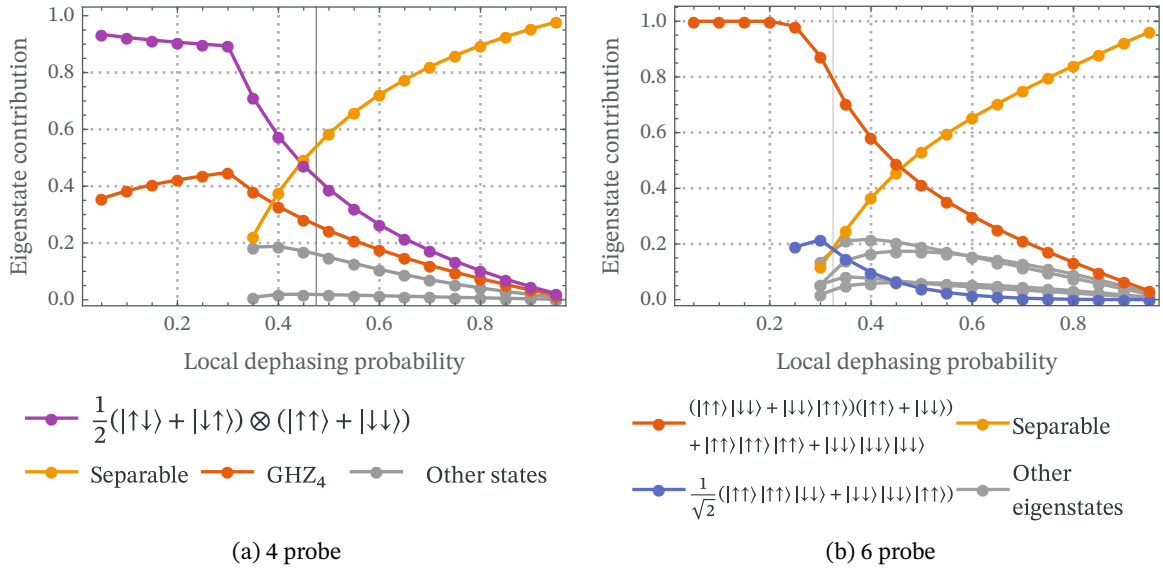 Eigenstate contribution
1.0
0.8
0.6
0.4
0.2
0.0
0.2 0.4 0.6 0.8
Local dephasing probability
1/2(|↑↓⟩ + |↓↑⟩) ⊗ (|↑↑⟩ + |↓↓⟩)
Separable GHZ₄ Other states
(a) 4 probe
Eigenstate contribution
1.0
0.8
0.6
0.4
0.2
0.0
0.2 0.4 0.6 0.8
Local dephasing probability
(|↑↑⟩|↓↓⟩ + |↓↓⟩|↑↑⟩)(|↑↑⟩ + |↓↓⟩)
+ |↑↑⟩|↑↑⟩|↑↑⟩ + |↓↓⟩|↓↓⟩|↓↓⟩
Separable
1/√2(|↑↑⟩|↑↑⟩|↓↓⟩ + |↓↓⟩|↓↓⟩|↑↑⟩)
Other
eigenstates
(b) 6 probe